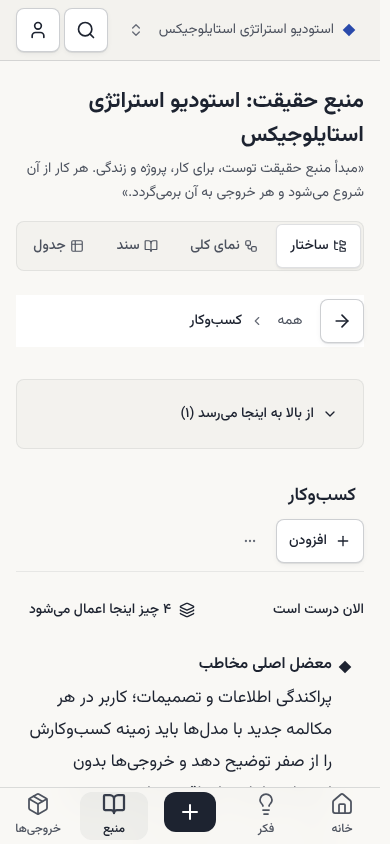 استودیو استراتژی استایلوجیکس
منبع حقیقت: استودیو استراتژی
استایلوجیکس
«مبدأ منبع حقیقت توست، برای کار، پروژه و زندگی. هر کار از آن
شروع می‌شود و هر خروجی به آن برمی‌گردد.»
ساختار نمای کلی سند جدول
همه کسب‌وکار
از بالا به اینجا می‌رسد (۱)
کسب‌وکار
افزودن
الان درست است ۴ چیز اینجا اعمال می‌شود
معضل اصلی مخاطب
پراکندگی اطلاعات و تصمیمات؛ کاربر در هر
مکالمه جدید با مدل‌ها باید زمینه کسب‌وکارش
را از صفر توضیح دهد و خروجی‌ها بدون
خانه فکر منبع خروجی‌ها